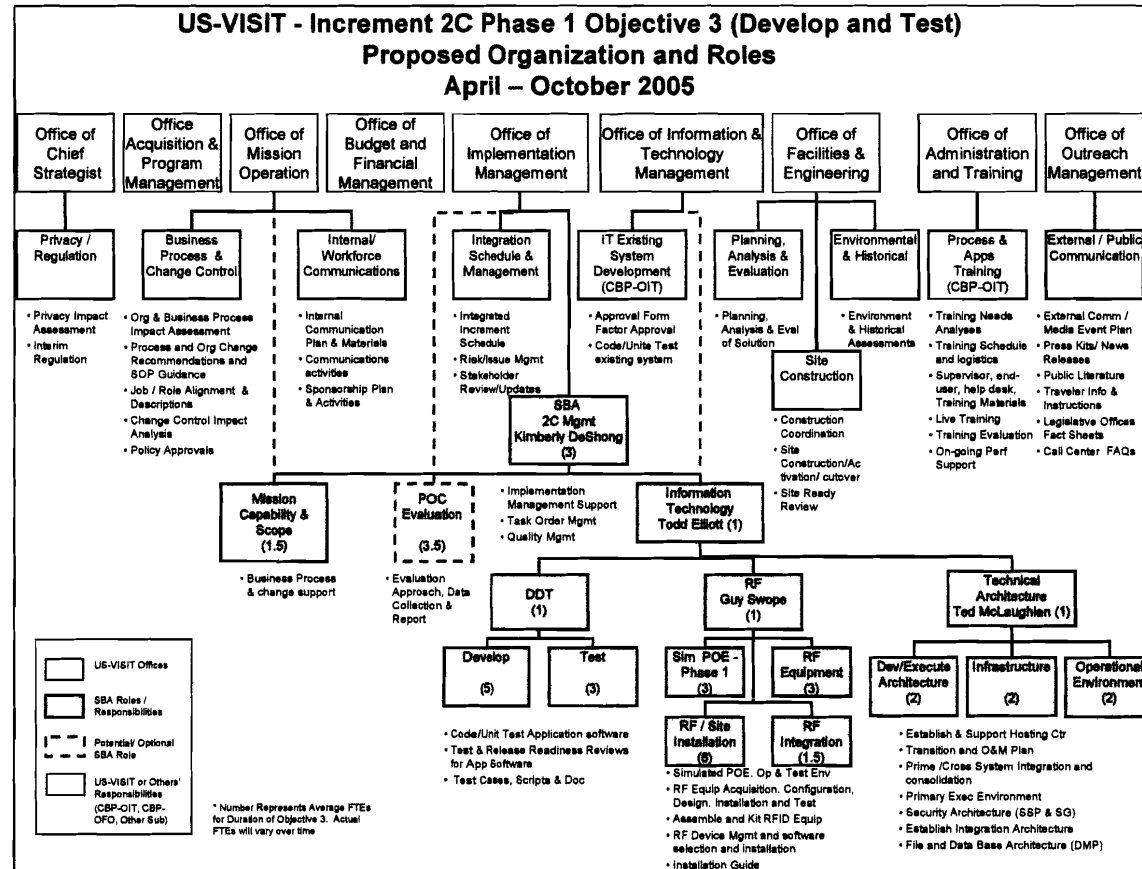 US-VISIT - Increment 2C Phase 1 Objective 3 (Develop and Test)
Proposed Organization and Roles
April – October 2005
Office of
Chief
Strategist
Office
Acquisition &
Program
Management
Office of
Mission
Operation
Office of
Budget and
Financial
Management
Office of
Implementation
Management
Office of Information &
Technology
Management
Office of
Facilities &
Engineering
Office of
Administration
and Training
Office of
Outreach
Management
Privacy /
Regulation
Business
Process &
Change Control
Internal/
Workforce
Communications
Integration
Schedule &
Management
IT Existing
System
Development
(CBP-OIT)
Planning,
Analysis &
Evaluation
Environmental
& Historical
Process &
Apps
Training
(CBP-OIT)
External / Public
Communication
• Privacy Impact
Assessment
• Interim
Regulation
• Org & Business Process
Impact Assessment
• Process and Org Change
Recommendations and
SOP Guidance
• Job / Role Alignment &
Descriptions
• Change Control Impact
Analysis
• Policy Approvals
• Internal
Communication
Plan & Materials
• Communications
activities
• Sponsorship Plan
& Activities
• Integrated
Increment
Schedule
• Risk/Issue Mgmt
• Stakeholder
Review/Updates
• Approval Form
Factor Approval
• Code/Unite Test
existing system
• Planning,
Analysis & Eval
of Solution
• Environment
& Historical
Assessments
• Training Needs
Analyses
• Training Schedule
and logistics
• Supervisor, end-
user, help desk,
Training Materials
• Live Training
• Training Evaluation
• On-going Perf
Support
• External Comm /
Media Event Plan
• Press Kits/ News
Releases
• Public Literature
• Traveler Info &
Instructions
• Legislative Offices
Fact Sheets
• Call Center FAQs
Site
Construction
• Construction
Coordination
• Site
Construction/Ac
tivation/ cutover
• Site Ready
Review
SBA
2C Mgmt
Kimberly DeShong
(3)
• Implementation
Management Support
• Task Order Mgmt
• Quality Mgmt
Mission
Capability &
Scope
(1.5)
• Business Process
& change support
POC
Evaluation
(3.5)
• Evaluation
Approach, Data
Collection &
Report
Information
Technology
Todd Elliott (1)
DDT
(1)
RF
Guy Swope
(1)
Technical
Architecture
Ted McLaughlan (1)
Develop
(5)
Test
(3)
Sim POE -
Phase 1
(3)
RF
Equipment
(3)
Dev/Execute
Architecture
(2)
Infrastructure
(2)
Operational
Environment
(2)
RF / Site
Installation
(6)
RF
Integration
(1.5)
• Code/Unit Test Application software
• Test & Release Readiness Reviews
for App Software
• Test Cases, Scripts & Doc
• Simulated POE. Op & Test Env
• RF Equip Acquisition. Configuration,
Design, Installation and Test
• Assemble and Kit RFID Equip
• RF Device Mgmt and software
selection and installation
• Installation Guide
• Establish & Support Hosting Ctr
• Transition and O&M Plan
• Prime /Cross System Integration and
consolidation
• Primary Exec Environment
• Security Architecture (SSP & SG)
• Establish Integration Architecture
• File and Data Base Architecture (DMP)
US-VISIT Offices
SBA Roles /
Responsibilities
Potential/ Optional
SBA Role
US-VISIT or Others'
Responsibilities
(CBP-OIT, CBP-
OFO, Other Sub)
* Number Represents Average FTEs
for Duration of Objective 3. Actual
FTEs will vary over time